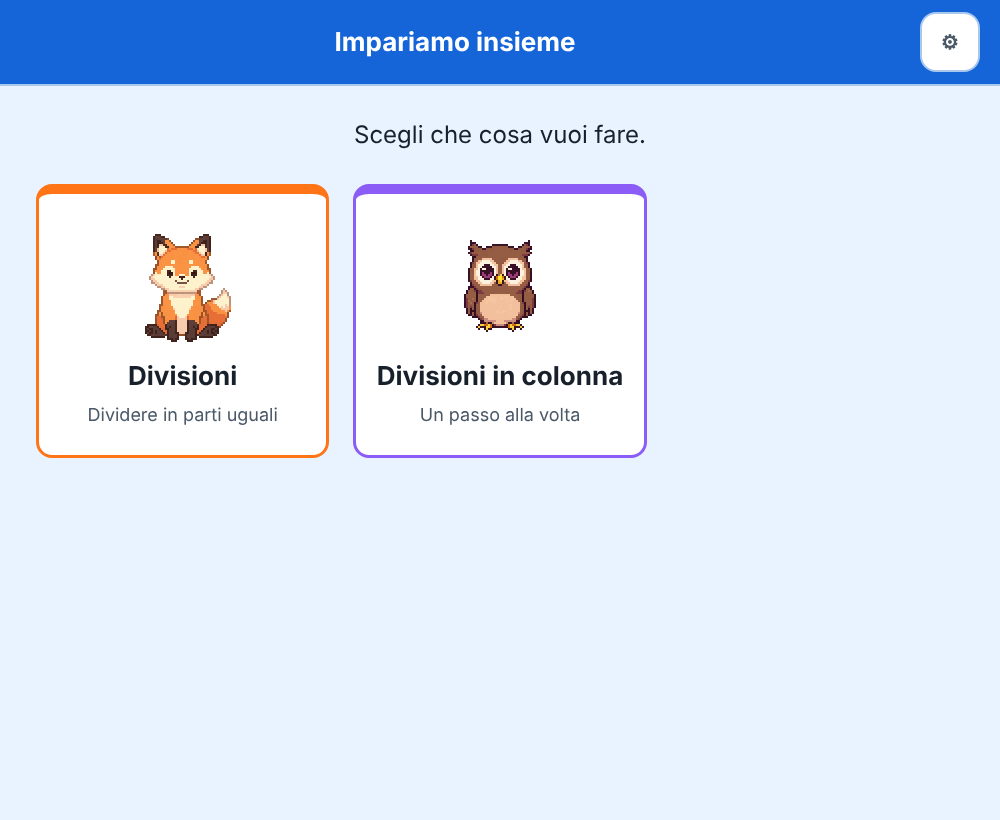 Impariamo insieme
Scegli che cosa vuoi fare.
Divisioni
Dividere in parti uguali
Divisioni in colonna
Un passo alla volta